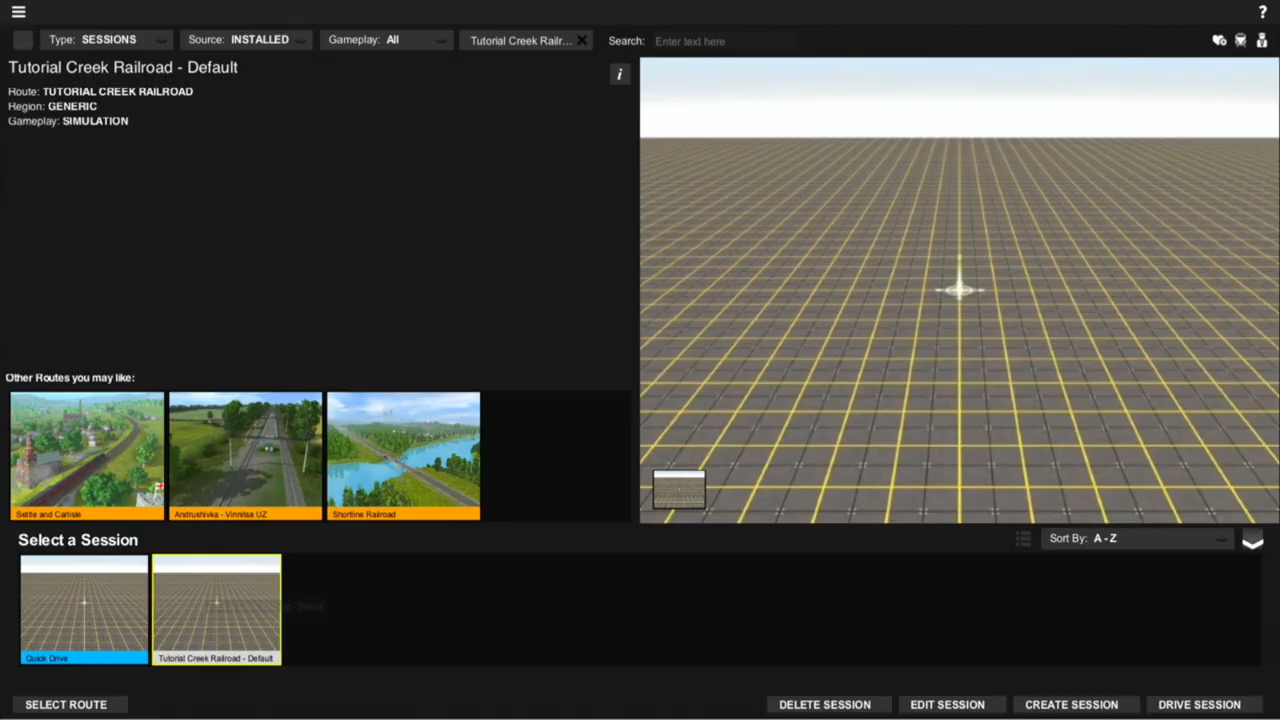 ?
Type: SESSIONS
Source: INSTALLED
Gameplay: All
Tutorial Creek Railr...
Search: Enter text here
Tutorial Creek Railroad - Default
i
Route: TUTORIAL CREEK RAILROAD
Region: GENERIC
Gameplay: SIMULATION
Other Routes you may like:
Settle and Carlisle
Andrushivka - Vinnitsa UZ
Shortline Railroad
Select a Session
Sort By: A - Z
Quick Drive
Tutorial Creek Railroad - Default
SELECT ROUTE
DELETE SESSION
EDIT SESSION
CREATE SESSION
DRIVE SESSION